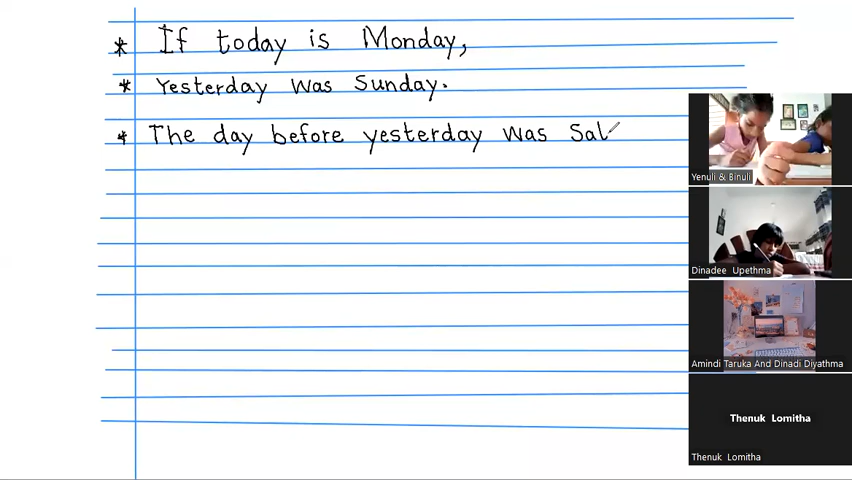 * If today is Monday,
* Yesterday was Sunday.
* The day before yesterday was Sat
Yenuli & Binuli
Dinadee Upethma
Amindi Taruka And Dinadi Diyathma
Thenuk Lomitha
Thenuk Lomitha